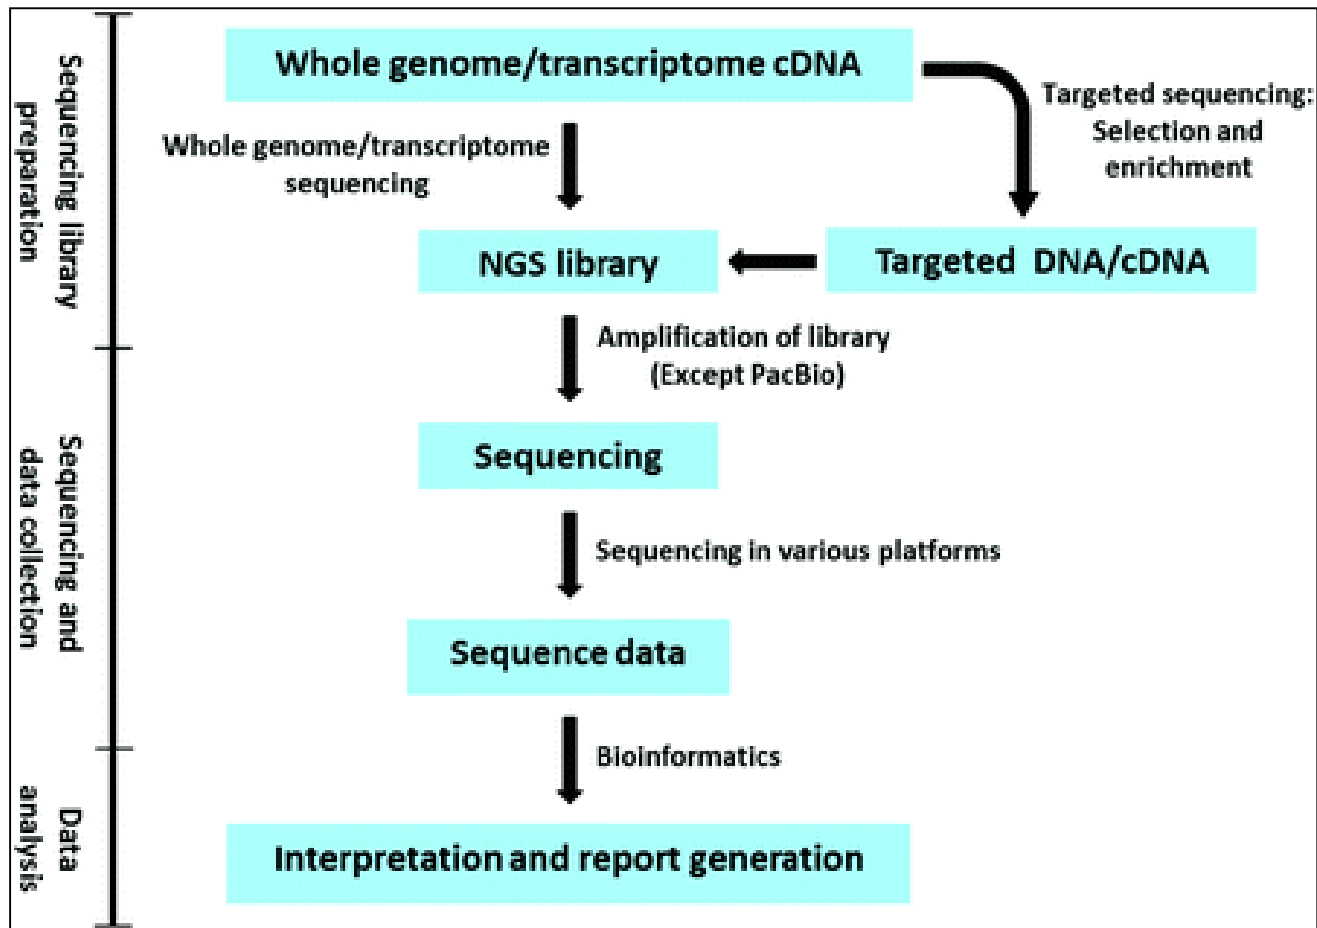 Sequencing library
preparation
Whole genome/transcriptome cDNA
Targeted sequencing:
Selection and
enrichment
Whole genome/transcriptome
sequencing
NGS library
Targeted DNA/cDNA
Amplification of library
(Except PacBio)
Sequencing and
data collection
Sequencing
Sequencing in various platforms
Sequence data
Bioinformatics
Data
analysis
Interpretation and report generation